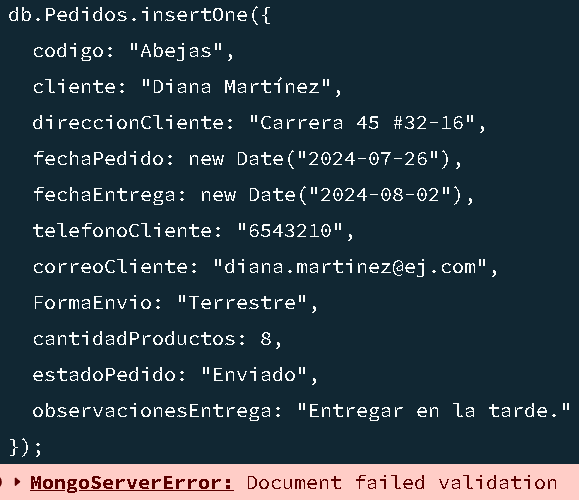 db.Pedidos.insertOne({
codigo: "Abejas",
cliente: "Diana Martínez",
direccionCliente: "Carrera 45 #32-16",
fechaPedido: new Date("2024-07-26"),
fechaEntrega: new Date("2024-08-02"),
telefonoCliente: "6543210",
correoCliente: "diana.martinez@ej.com",
FormaEnvio: "Terrestre",
cantidadProductos: 8,
estadoPedido: "Enviado",
observacionesEntrega: "Entregar en la tarde."
});
MongoServerError: Document failed validation